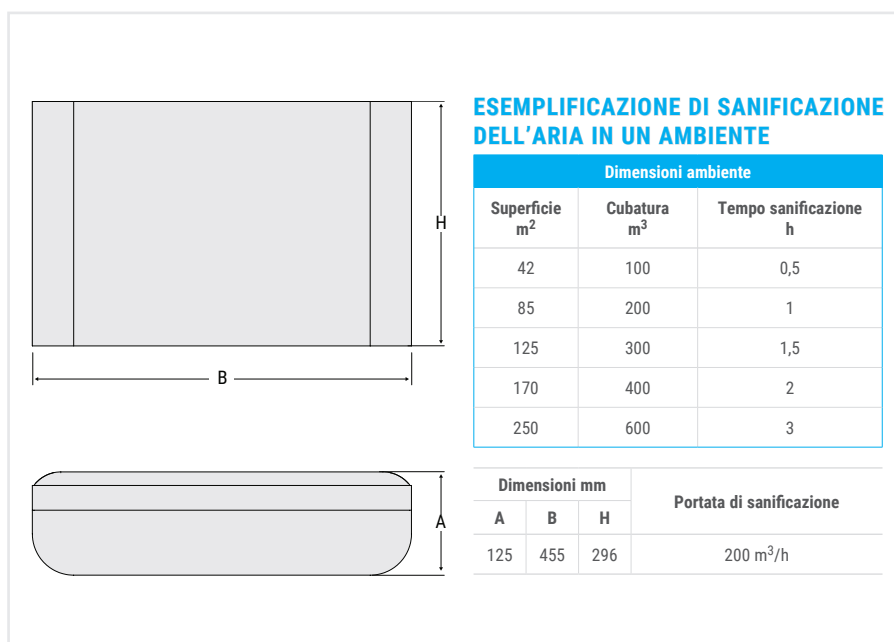 ESEMPLIFICAZIONE DI SANIFICAZIONE
DELL'ARIA IN UN AMBIENTE
Dimensioni ambiente
Superficie m² Cubatura m³ Tempo sanificazione h
42 100 0,5
85 200 1
125 300 1,5
170 400 2
250 600 3
H
B
A
Dimensioni mm Portata di sanificazione
A B H
125 455 296 200 m³/h